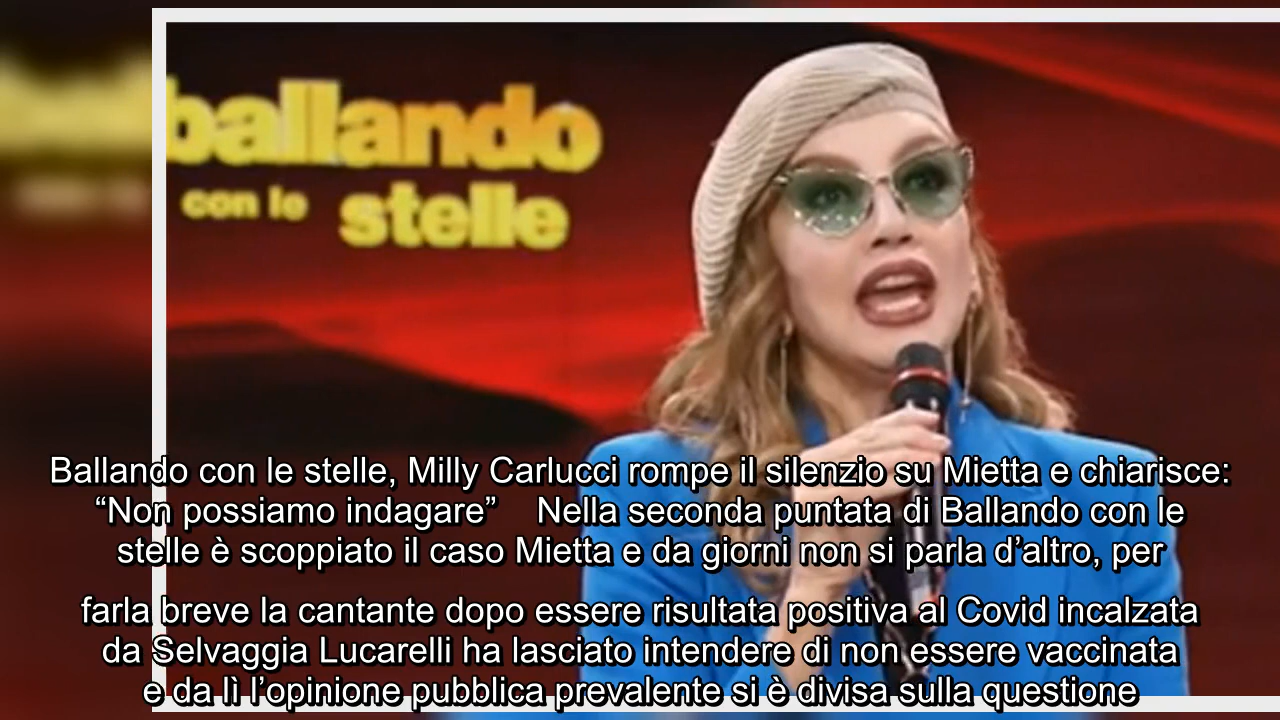 ballando
con le stelle
Ballando con le stelle, Milly Carlucci rompe il silenzio su Mietta e chiarisce:
“Non possiamo indagare” Nella seconda puntata di Ballando con le
stelle è scoppiato il caso Mietta e da giorni non si parla d’altro, per
farla breve la cantante dopo essere risultata positiva al Covid incalzata
da Selvaggia Lucarelli ha lasciato intendere di non essere vaccinata
e da lì l’opinione pubblica prevalente si è divisa sulla questione